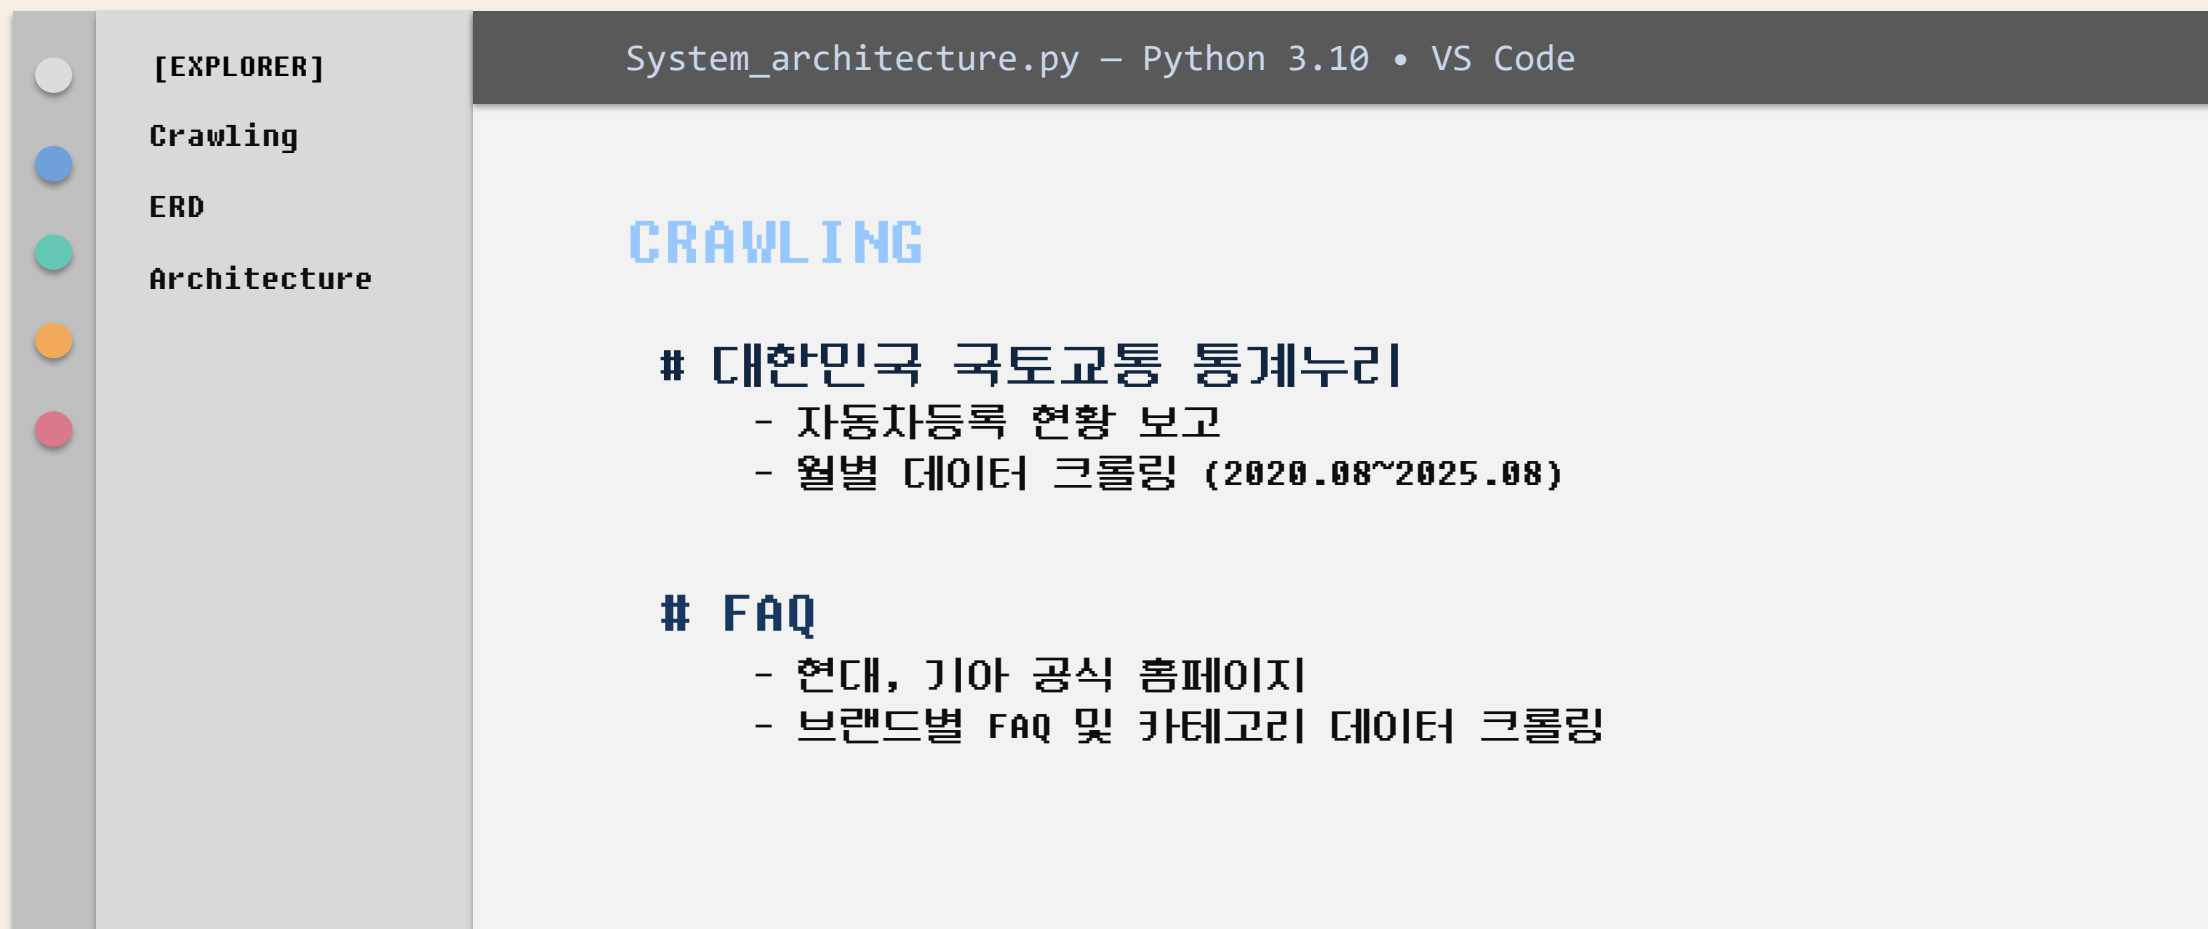 [EXPLORER]
Crawling
ERD
Architecture
System_architecture.py — Python 3.10 • VS Code
CRAWLING
# 대한민국 국토교통 통계누리
- 자동차등록 현황 보고
- 월별 데이터 크롤링 (2020.08~2025.08)
# FAQ
- 현대, 기아 공식 홈페이지
- 브랜드별 FAQ 및 카테고리 데이터 크롤링